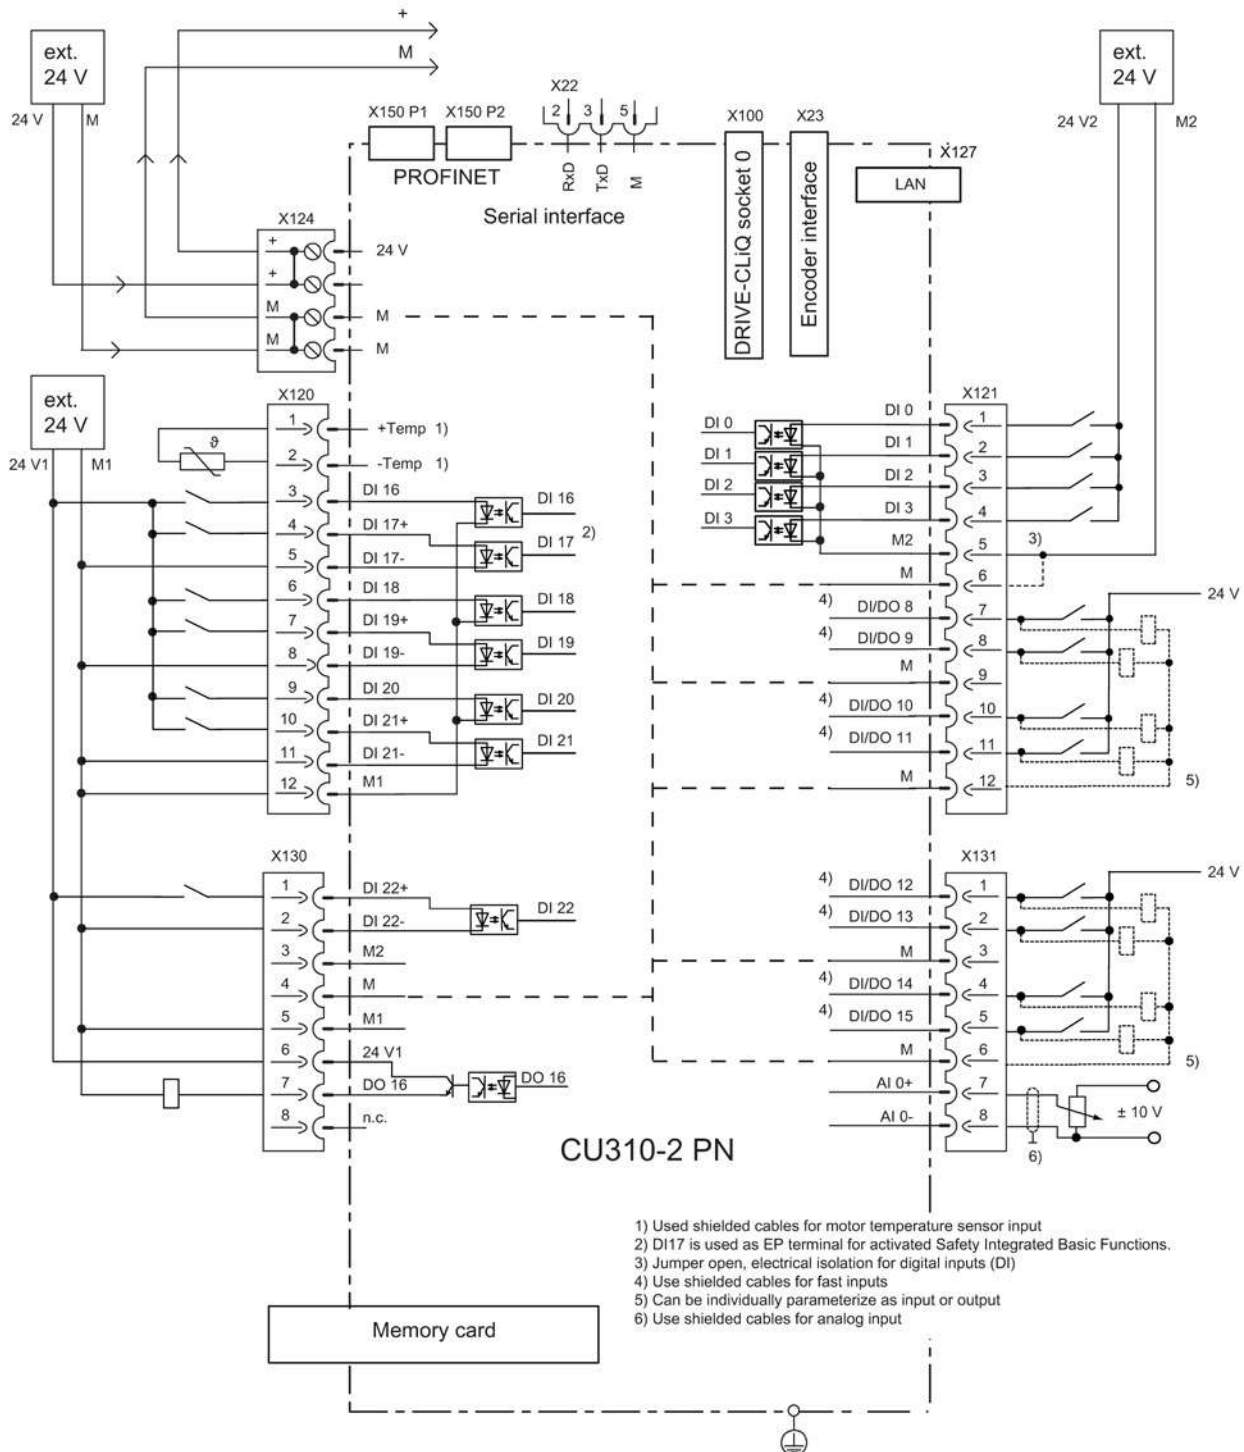 +
M
ext.
24 V
24 V
M
ext.
24 V
24 V2
M2
X22
2 3 5
RxD
TxD
M
Serial interface
X150 P1
X150 P2
PROFINET
X100
DRIVE-CLiQ socket 0
X23
Encoder interface
X127
LAN
X124
+
24 V
+
M
M
M
M
ext.
24 V
24 V1
M1
X120
1
+Temp 1)
ϑ
2
-Temp 1)
3
DI 16
DI 16
4
DI 17+
DI 17 2)
5
DI 17-
6
DI 18
DI 18
7
DI 19+
DI 19
8
DI 19-
9
DI 20
DI 20
10
DI 21+
DI 21
11
DI 21-
12
M1
X130
1
DI 22+
DI 22
2
DI 22-
3
M2
4
M
5
M1
6
24 V1
7
DO 16
DO 16
8
n.c.
X121
DI 0
DI 0
1
DI 1
DI 1
2
DI 2
DI 2
3
DI 3
DI 3
4
M2
5
3)
M
6
4) DI/DO 8
7
24 V
4) DI/DO 9
8
M
9
4) DI/DO 10
10
4) DI/DO 11
11
M
12
5)
X131
4) DI/DO 12
1
24 V
4) DI/DO 13
2
M
3
4) DI/DO 14
4
4) DI/DO 15
5
M
6
5)
AI 0+
7
± 10 V
AI 0-
8
6)
CU310-2 PN
1) Used shielded cables for motor temperature sensor input
2) DI17 is used as EP terminal for activated Safety Integrated Basic Functions.
3) Jumper open, electrical isolation for digital inputs (DI)
4) Use shielded cables for fast inputs
5) Can be individually parameterize as input or output
6) Use shielded cables for analog input
Memory card